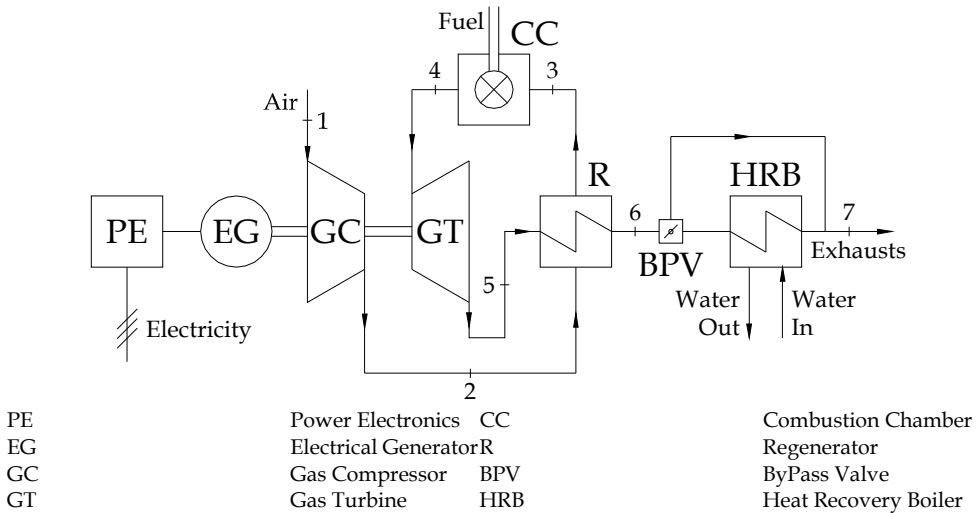 Fuel
CC
4
3
Air
1
R
HRB
PE
EG
GC
GT
6
7
BPV
Exhausts
5
Water
Out
Water
In
Electricity
2
PE Power Electronics CC Combustion Chamber
EG Electrical Generator R Regenerator
GC Gas Compressor BPV ByPass Valve
GT Gas Turbine HRB Heat Recovery Boiler